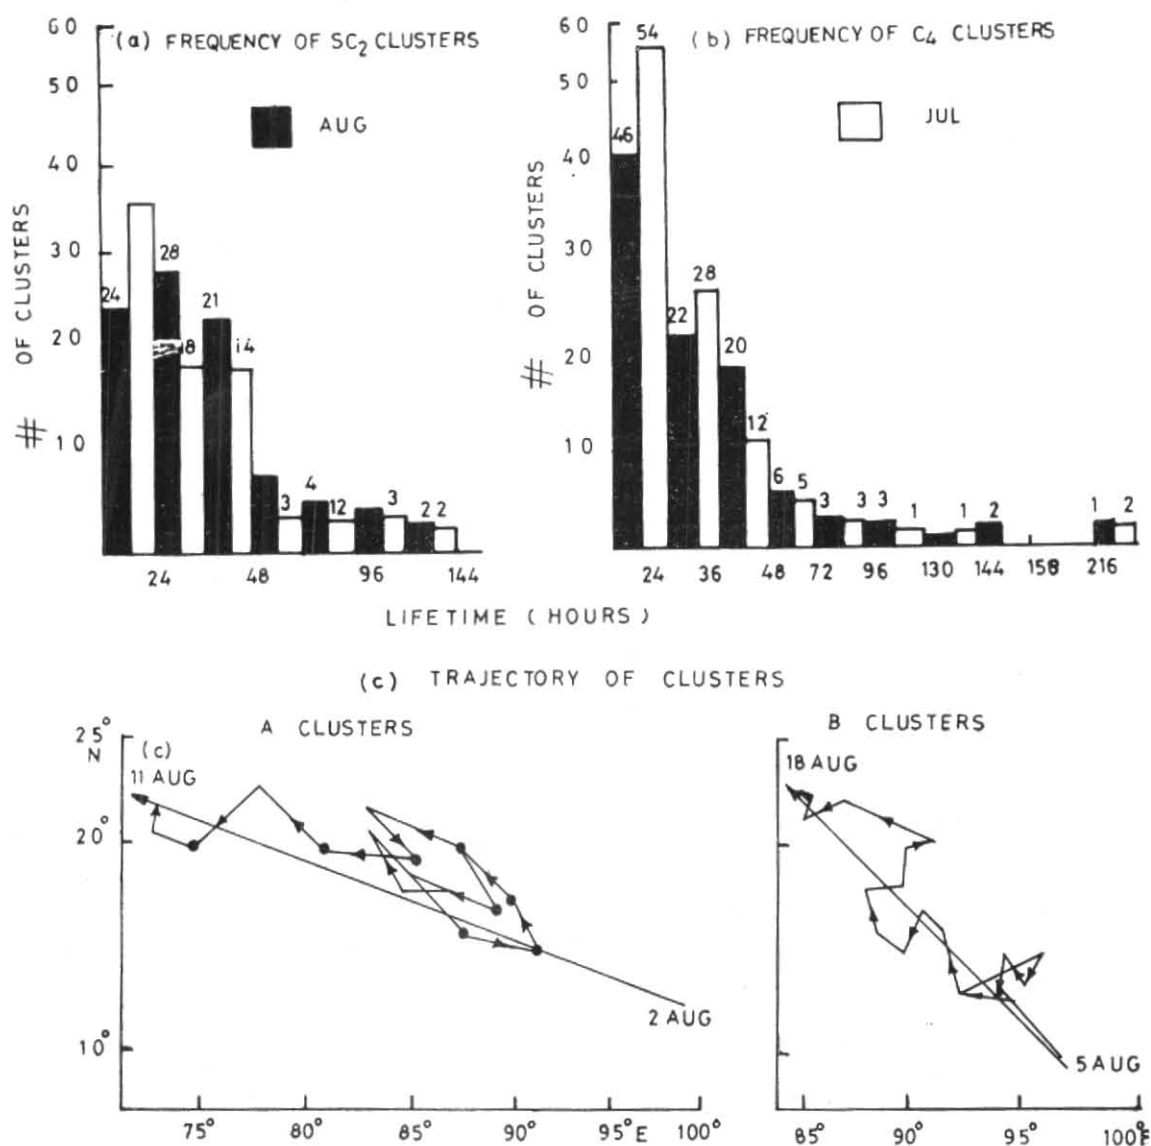 (a) FREQUENCY OF SC2 CLUSTERS
60
50
40
30
20
10
# OF CLUSTERS
AUG
24
28
18
21
14
3
4
12
3
2 2
24 48 96 144
(b) FREQUENCY OF C4 CLUSTERS
60
50
40
30
20
10
# OF CLUSTERS
JUL
46
54
22
28
20
12
6
5
3
3
3
1
1
2
1
2
24 36 48 72 96 130 144 158 216
LIFETIME (HOURS)
(c) TRAJECTORY OF CLUSTERS
A CLUSTERS
25°
N
(c)
11 AUG
20°
10°
2 AUG
75° 80° 85° 90° 95°E 100°
B CLUSTERS
18 AUG
5 AUG
85° 90° 95° 100°E